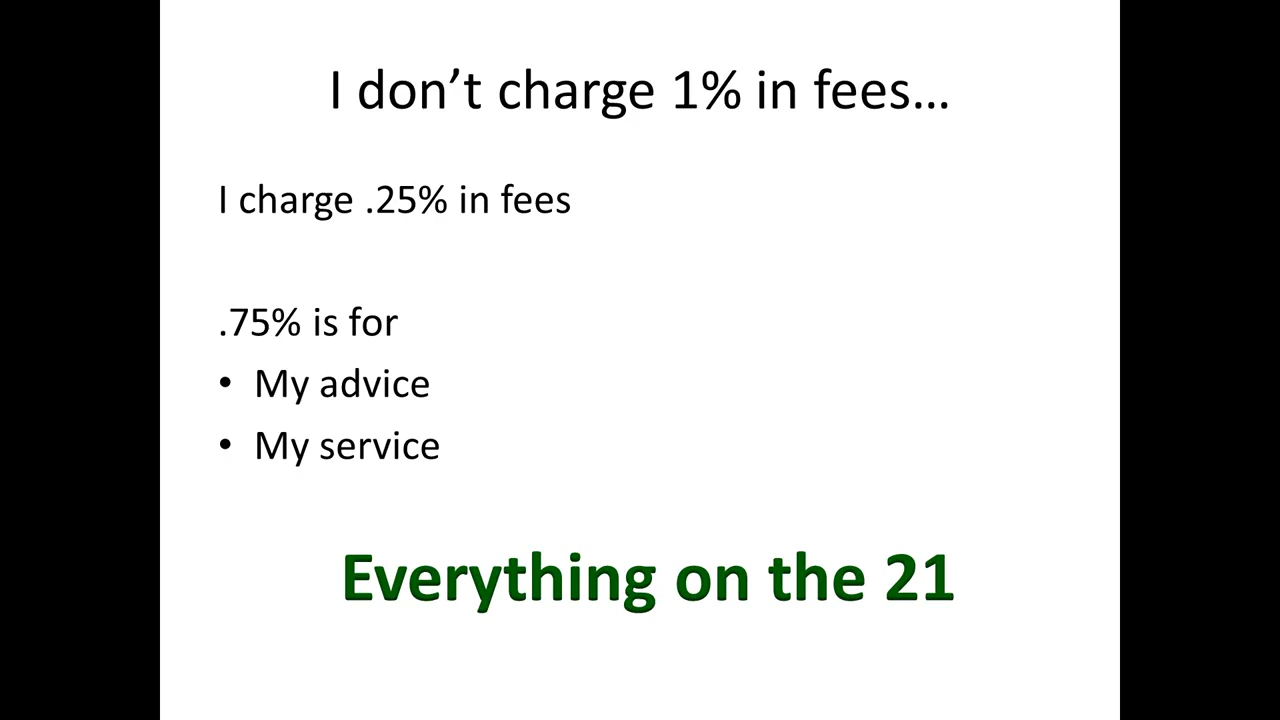 I don’t charge 1% in fees…
I charge .25% in fees
.75% is for
• My advice
• My service
Everything on the 21